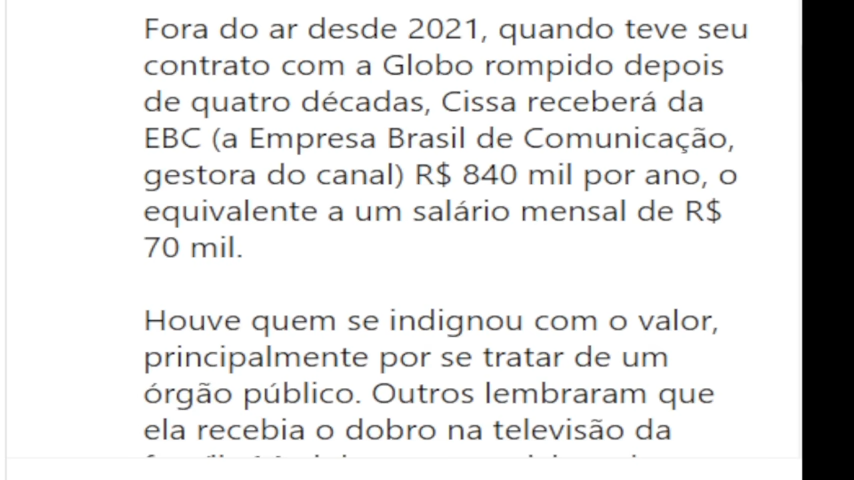 Fora do ar desde 2021, quando teve seu
contrato com a Globo rompido depois
de quatro décadas, Cissa receberá da
EBC (a Empresa Brasil de Comunicação,
gestora do canal) R$ 840 mil por ano, o
equivalente a um salário mensal de R$
70 mil.
Houve quem se indignou com o valor,
principalmente por se tratar de um
órgão público. Outros lembraram que
ela recebia o dobro na televisão da